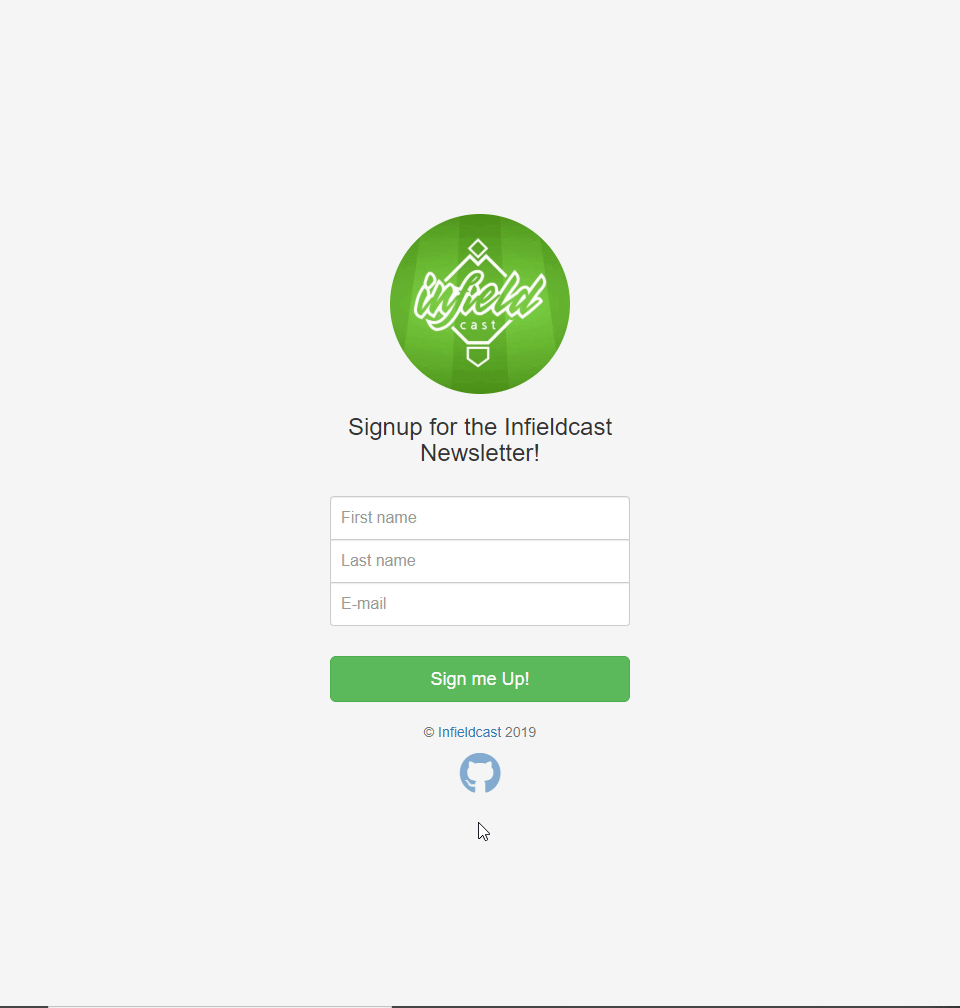 infield
cast
Signup for the Infieldcast
Newsletter!
First name
Last name
E-mail
Sign me Up!
© Infieldcast 2019